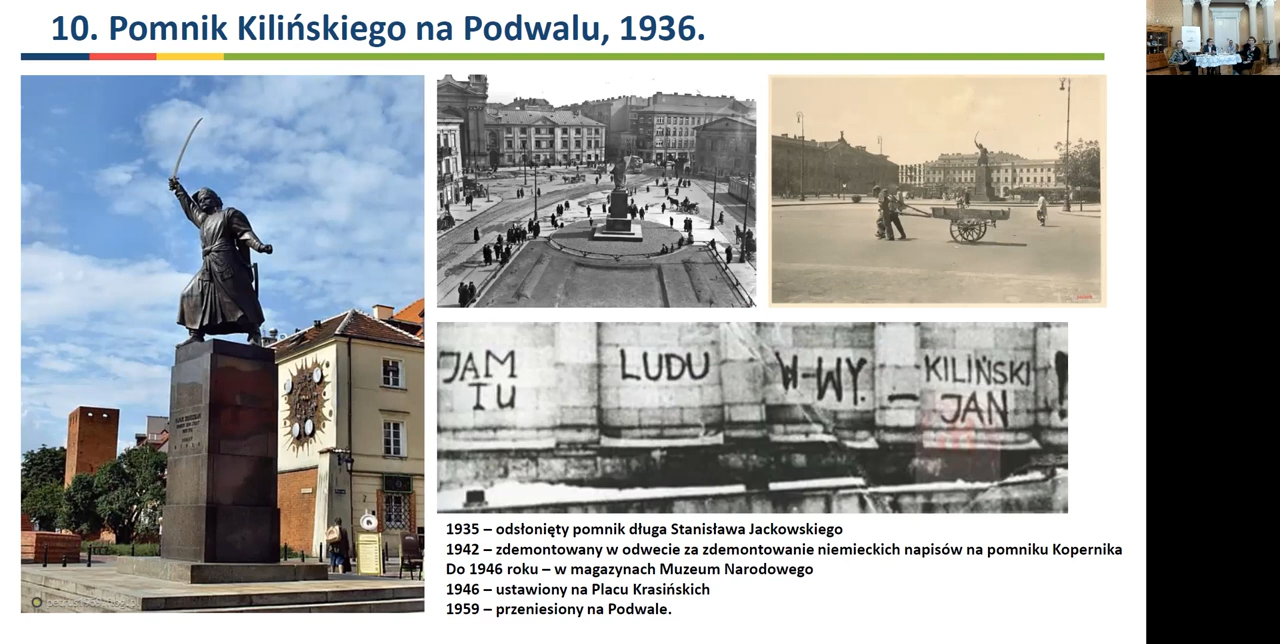 10. Pomnik Kilińskiego na Podwalu, 1936.
JAM
TU
LUDU
W-WY.
–
KILIŃSKI
JAN
!
1935 – odsłonięty pomnik długa Stanisława Jackowskiego
1942 – zdemontowany w odwecie za zdemontowanie niemieckich napisów na pomniku Kopernika
Do 1946 roku – w magazynach Muzeum Narodowego
1946 – ustawiony na Placu Krasińskich
1959 – przeniesiony na Podwale.